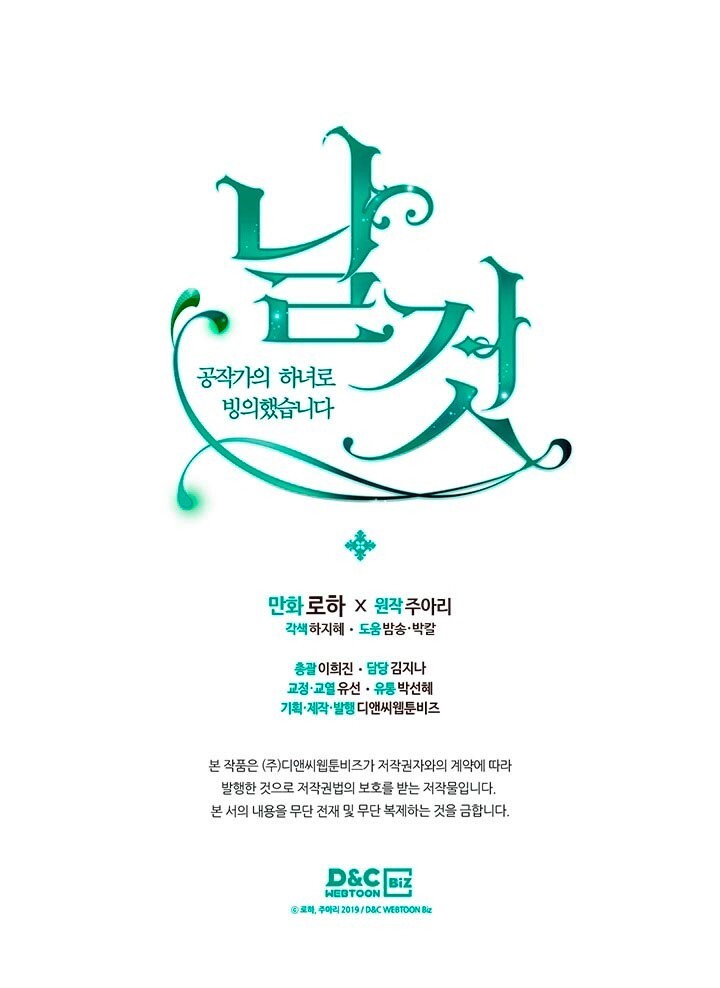 날것
공작가의 하녀로
빙의했습니다
만화 로하 X 원작 주아리
각색 하지혜 • 도움 밤송·박칼
총괄 이희진 • 담당 김지나
교정·교열 유선 • 유통 박선혜
기획·제작·발행 디앤씨웹툰비즈
본 작품은 (주)디앤씨웹툰비즈가 저작권자와의 계약에 따라
발행한 것으로 저작권법의 보호를 받는 저작물입니다.
본 서의 내용을 무단 전재 및 무단 복제하는 것을 금합니다.
D&C BiZ
WEBTOON
© 로하, 주아리 2019 / D&C WEBTOON Biz